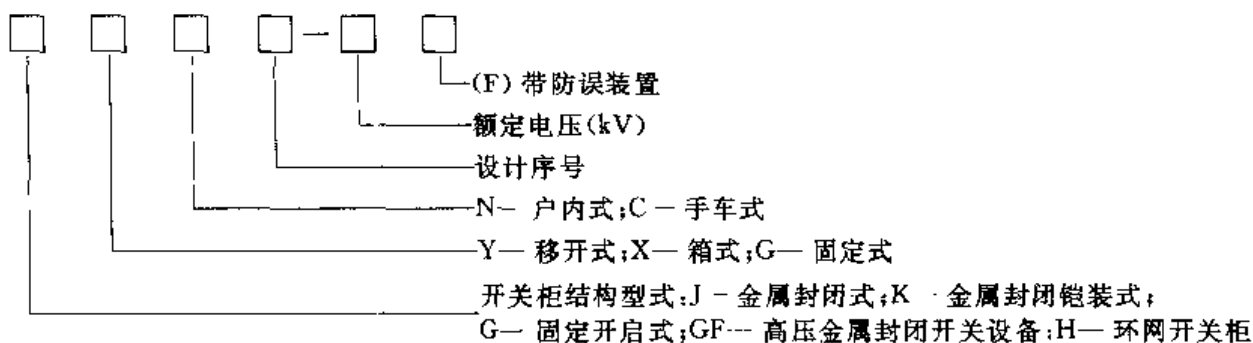 (F) 带防误装置
额定电压(kV)
设计序号
N— 户内式;C — 手车式
Y— 移开式;X— 箱式;G— 固定式
开关柜结构型式:J — 金属封闭式;K — 金属封闭铠装式;
G— 固定开启式;GF— 高压金属封闭开关设备;H— 环网开关柜